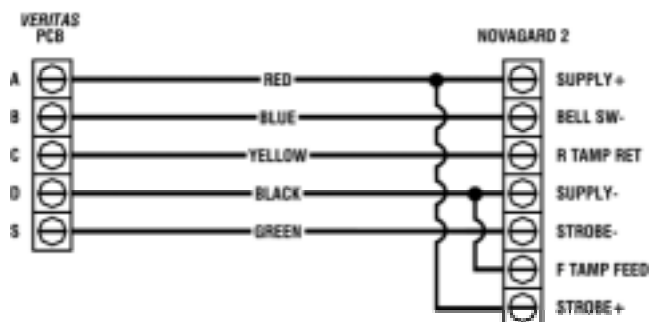 VERITAS
PCB
NOVAGARD 2
A RED SUPPLY+
B BLUE BELL SW-
C YELLOW R TAMP RET
D BLACK SUPPLY-
S GREEN STROBE-
F TAMP FEED
STROBE+